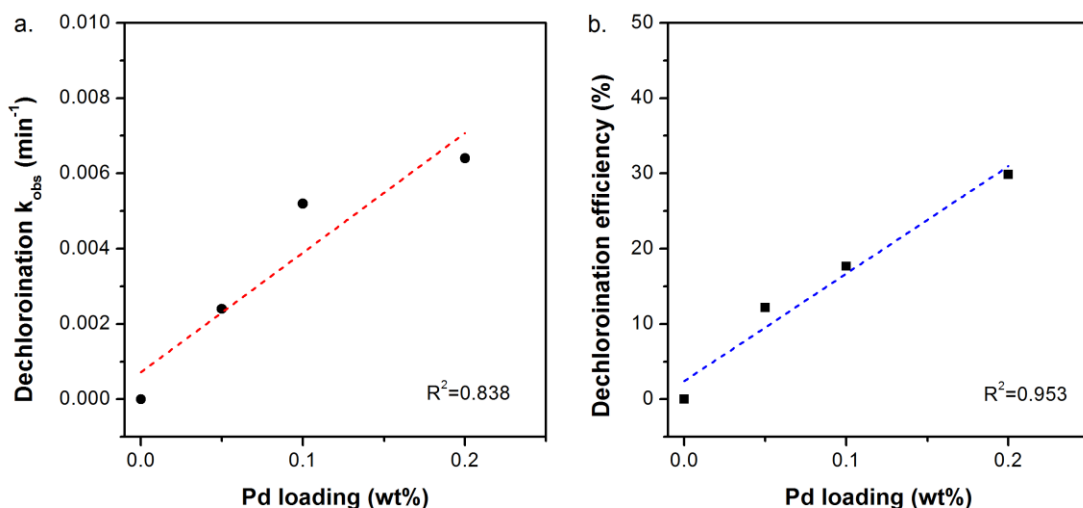 a.
0.010
0.008
0.006
0.004
0.002
0.000
Dechloroination k_obs (min⁻¹)
R²=0.838
0.0 0.1 0.2
Pd loading (wt%)
b.
50
40
30
20
10
0
Dechloroination efficiency (%)
R²=0.953
0.0 0.1 0.2
Pd loading (wt%)